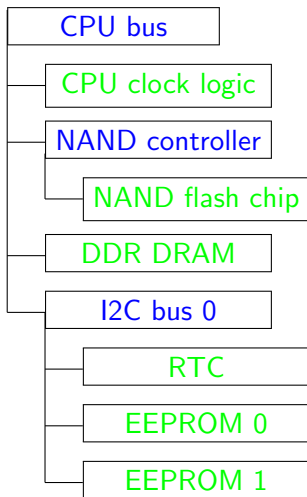 CPU bus
CPU clock logic
NAND controller
NAND flash chip
DDR DRAM
I2C bus 0
RTC
EEPROM 0
EEPROM 1